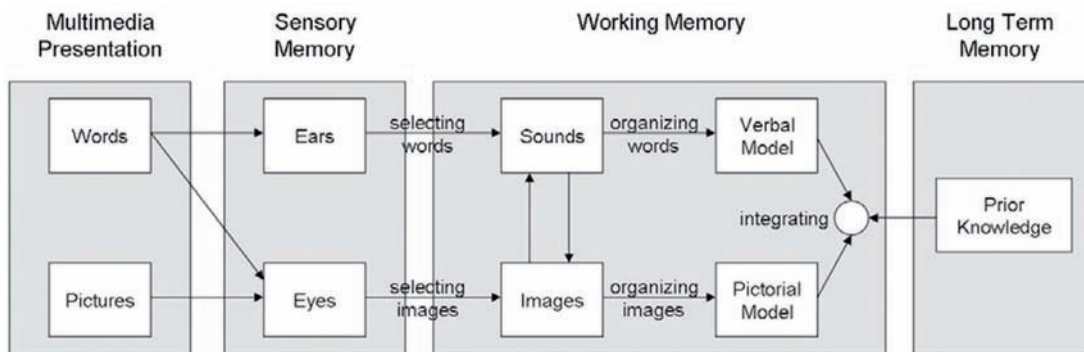 Multimedia
Presentation
Sensory
Memory
Working Memory
Long Term
Memory
Words
Ears
selecting
words
Sounds
organizing
words
Verbal
Model
integrating
Prior
Knowledge
Pictures
Eyes
selecting
images
Images
organizing
images
Pictorial
Model